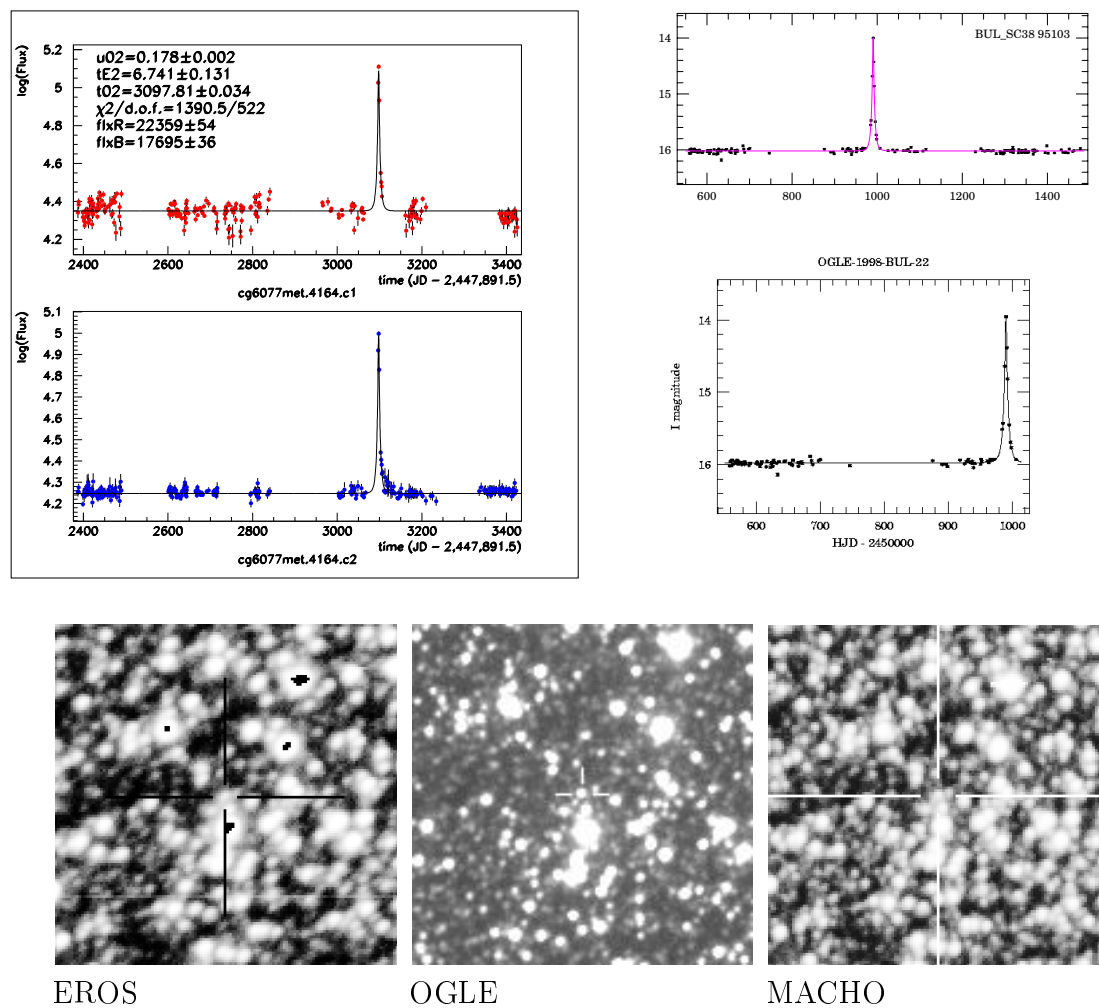 log(Flux)
5.2
5
4.8
4.6
4.4
4.2
u02=0.178±0.002
tE2=6.741±0.131
t02=3097.81±0.034
χ2/d.o.f.=1390.5/522
flxR=22359±54
flxB=17695±36
2400 2600 2800 3000 3200 3400
time (JD - 2,447,891.5)
cg6077met.4164.c1
log(Flux)
5.1
5
4.9
4.8
4.7
4.6
4.5
4.4
4.3
4.2
2400 2600 2800 3000 3200 3400
time (JD - 2,447,891.5)
cg6077met.4164.c2
BUL_SC38 95103
14
15
16
600 800 1000 1200 1400
OGLE-1998-BUL-22
I magnitude
14
15
16
600 700 800 900 1000
HJD - 2450000
EROS
OGLE
MACHO